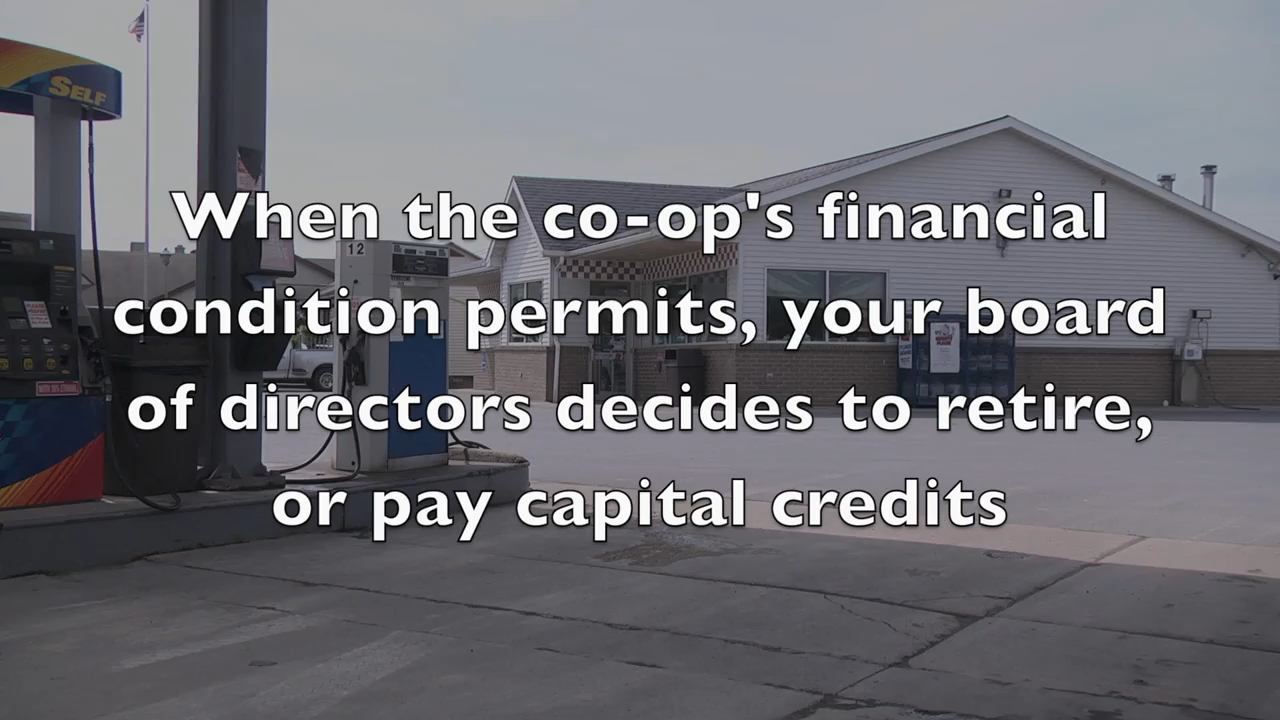 SELF
12
When the co-op's financial
condition permits, your board
of directors decides to retire,
or pay capital credits